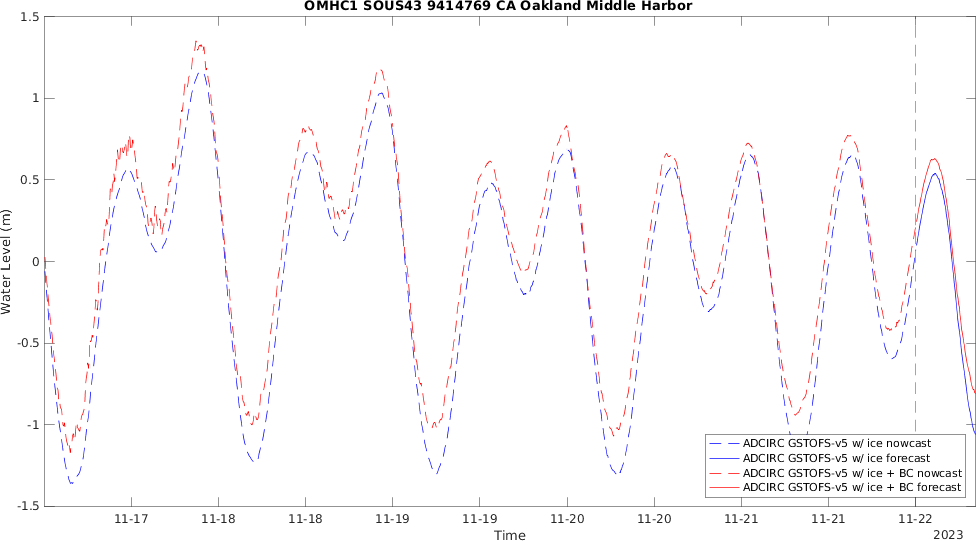 OMHC1 SOUS43 9414769 CA Oakland Middle Harbor
1.5
1
0.5
0
-0.5
-1
-1.5
Water Level (m)
11-17
11-18
11-18
11-19
11-19
11-20
11-20
11-21
11-21
11-22
Time
2023
ADCIRC GSTOFS-v5 w/ ice nowcast
ADCIRC GSTOFS-v5 w/ ice forecast
ADCIRC GSTOFS-v5 w/ ice + BC nowcast
ADCIRC GSTOFS-v5 w/ ice + BC forecast